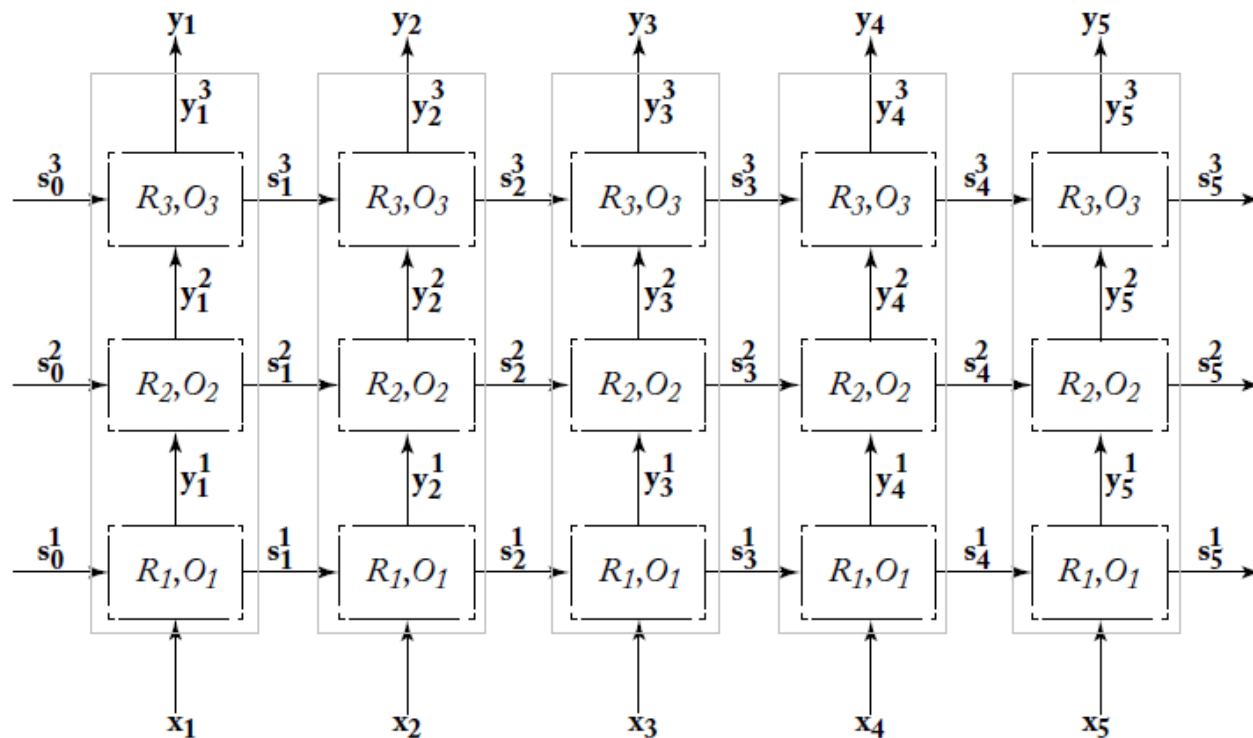 y₁ y₂ y₃ y₄ y₅
y₁³ y₂³ y₃³ y₄³ y₅³
s₀³ s₁³ s₂³ s₃³ s₄³ s₅³
R₃,O₃ R₃,O₃ R₃,O₃ R₃,O₃ R₃,O₃
y₁² y₂² y₃² y₄² y₅²
s₀² s₁² s₂² s₃² s₄² s₅²
R₂,O₂ R₂,O₂ R₂,O₂ R₂,O₂ R₂,O₂
y₁¹ y₂¹ y₃¹ y₄¹ y₅¹
s₀¹ s₁¹ s₂¹ s₃¹ s₄¹ s₅¹
R₁,O₁ R₁,O₁ R₁,O₁ R₁,O₁ R₁,O₁
x₁ x₂ x₃ x₄ x₅